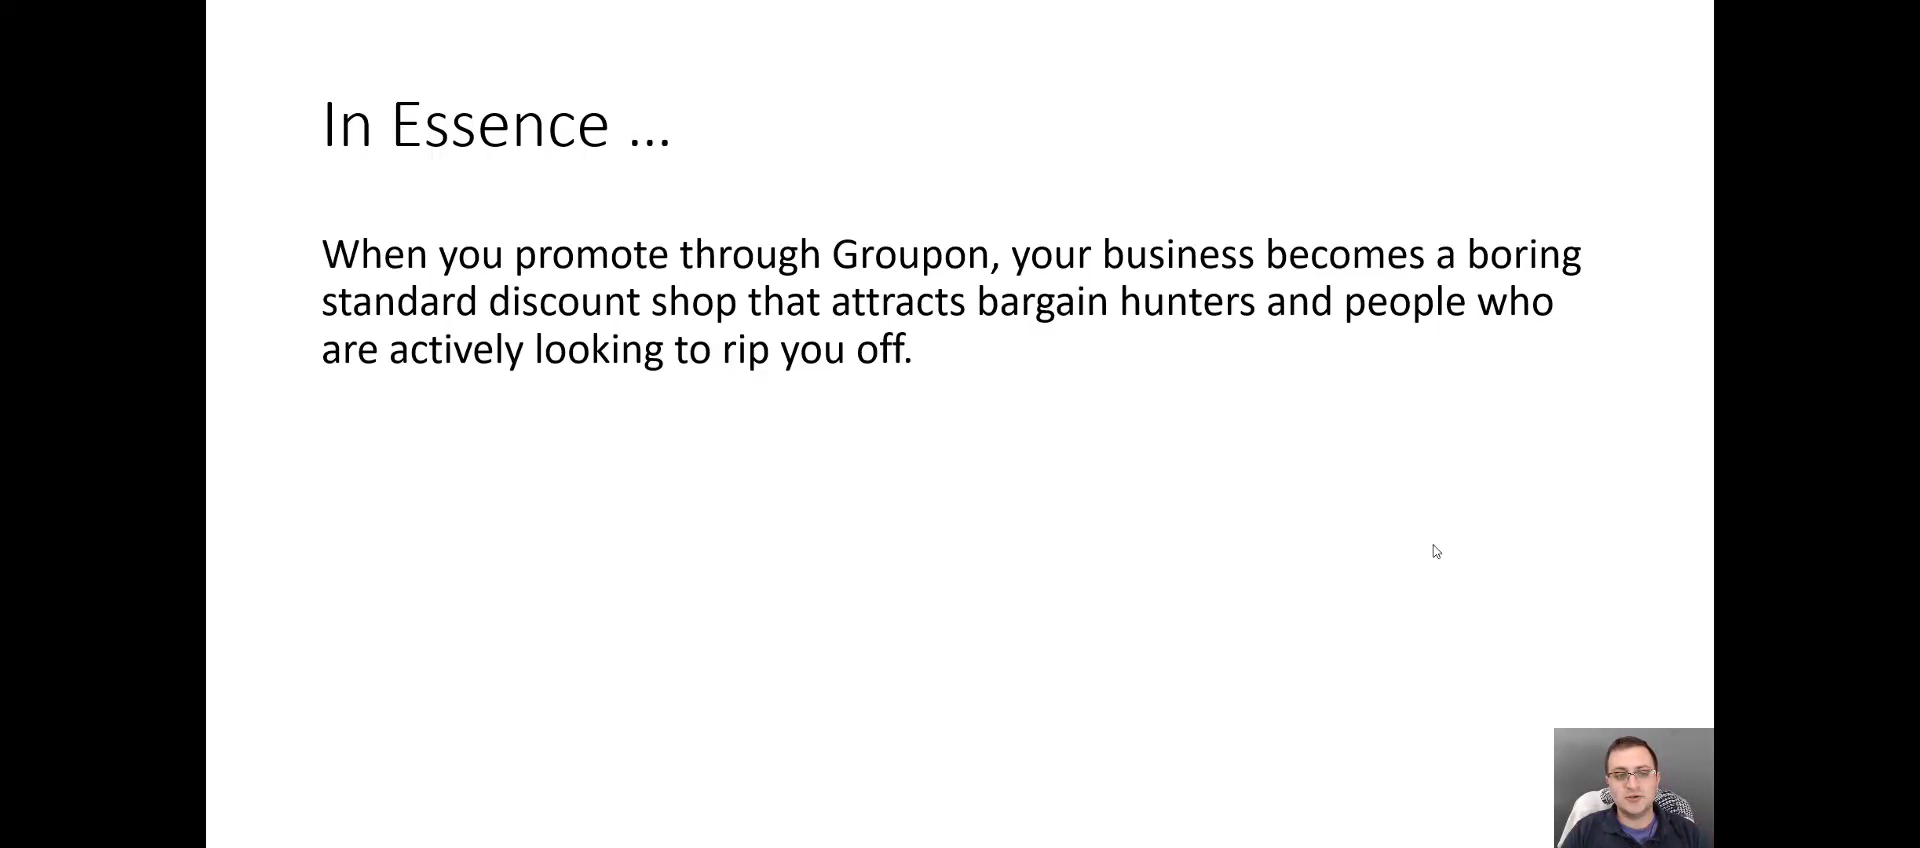 In Essence ...
When you promote through Groupon, your business becomes a boring
standard discount shop that attracts bargain hunters and people who
are actively looking to rip you off.